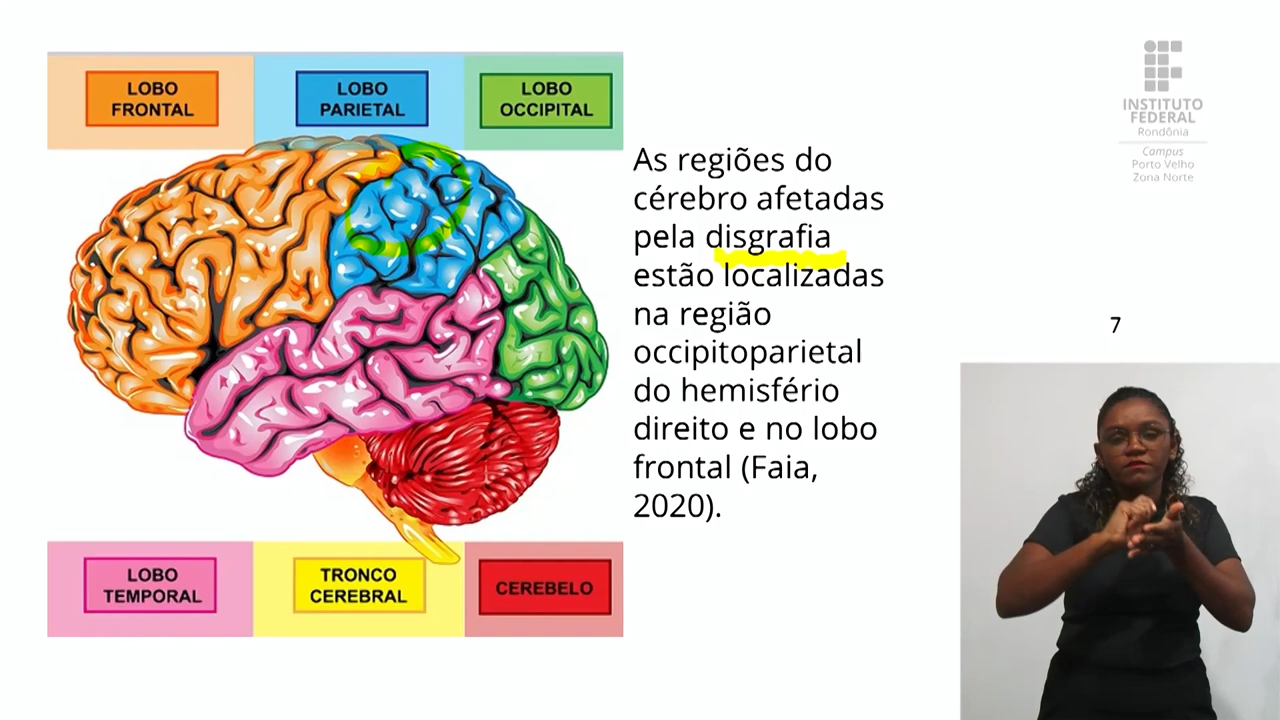 LOBO
FRONTAL
LOBO
PARIETAL
LOBO
OCCIPITAL
LOBO
TEMPORAL
TRONCO
CEREBRAL
CEREBELO
As regiões do
cérebro afetadas
pela disgrafia
estão localizadas
na região
occipitoparietal
do hemisfério
direito e no lobo
frontal (Faia,
2020).
INSTITUTO
FEDERAL
Rondônia
Campus
Porto Velho
Zona Norte
7